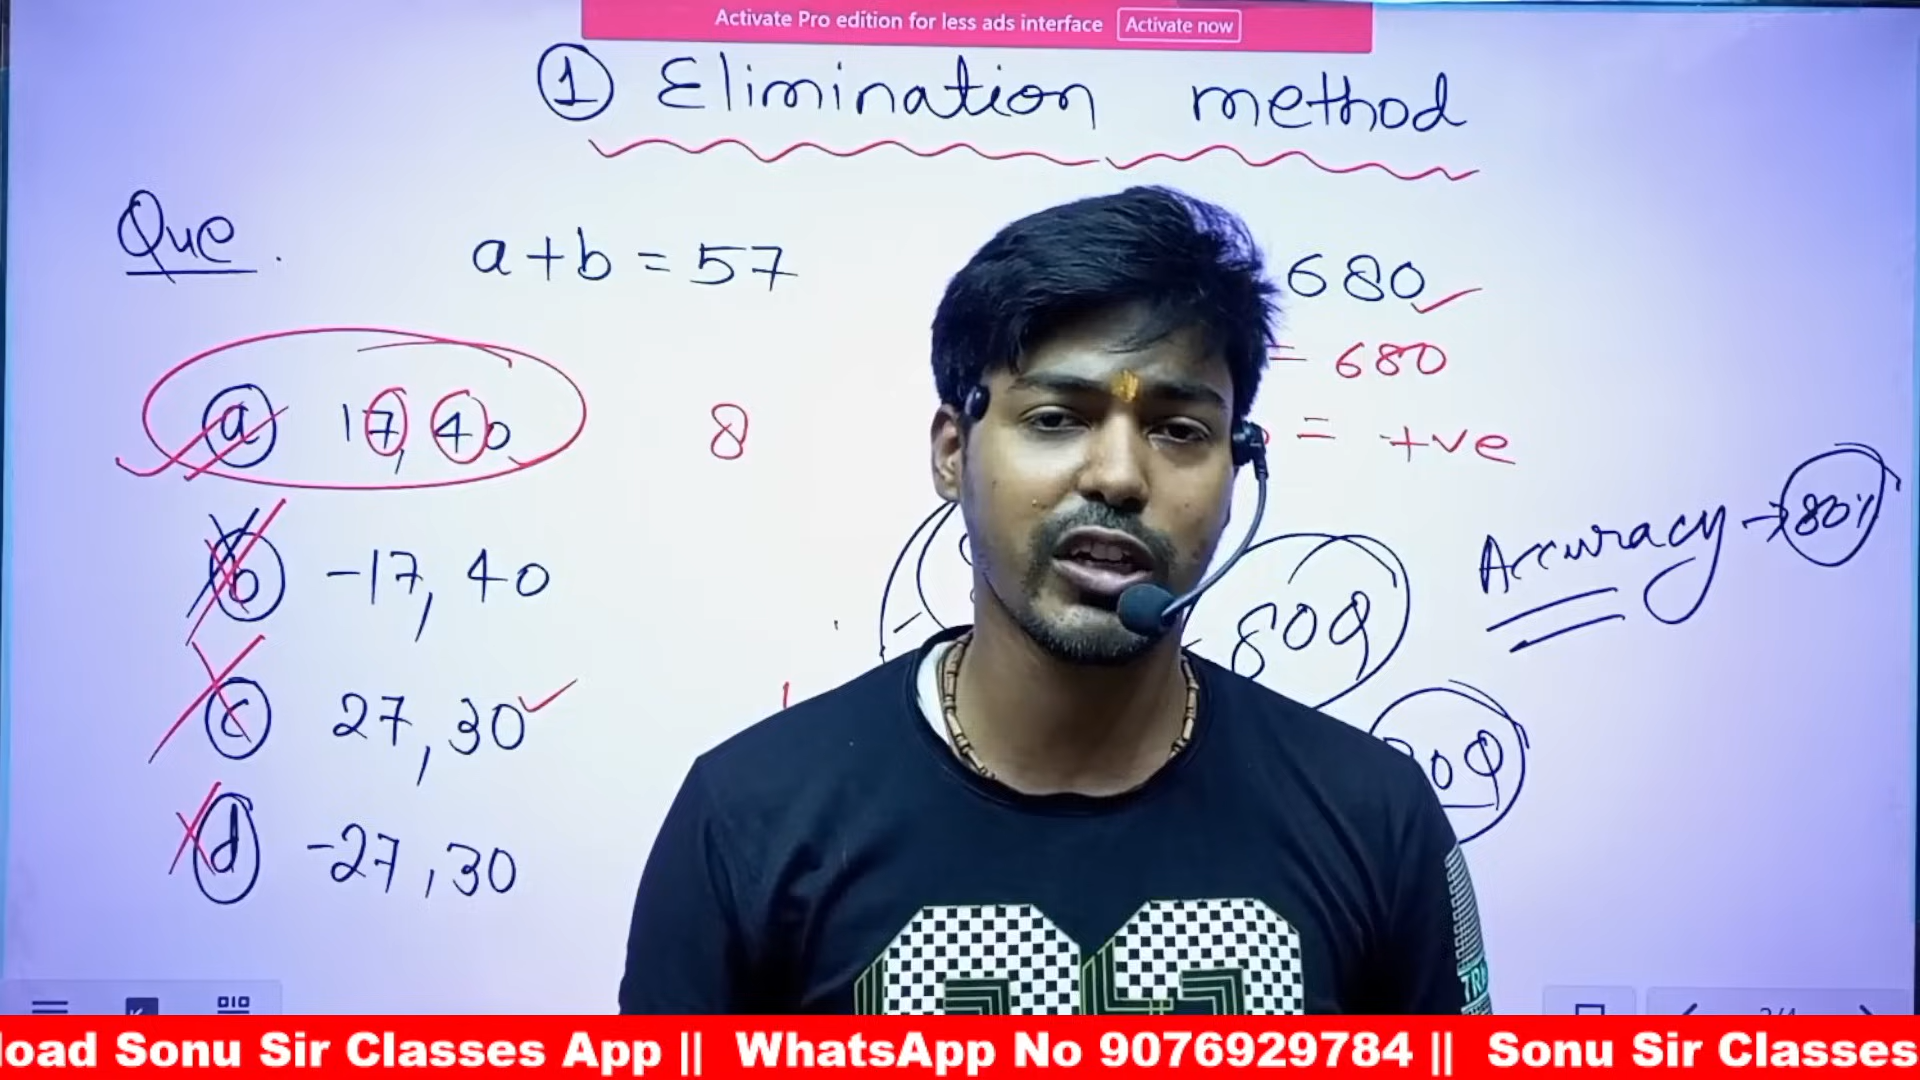 Activate Pro edition for less ads interface Activate now
① Elimination method
Que. a+b=57 680
= 680
ⓐ 17, 40 8 = +ve
ⓑ -17, 40
Accuracy → 80%
80Q
ⓒ 27, 30
ⓓ -27, 30
TR
load Sonu Sir Classes App || WhatsApp No 9076929784 || Sonu Sir Classes